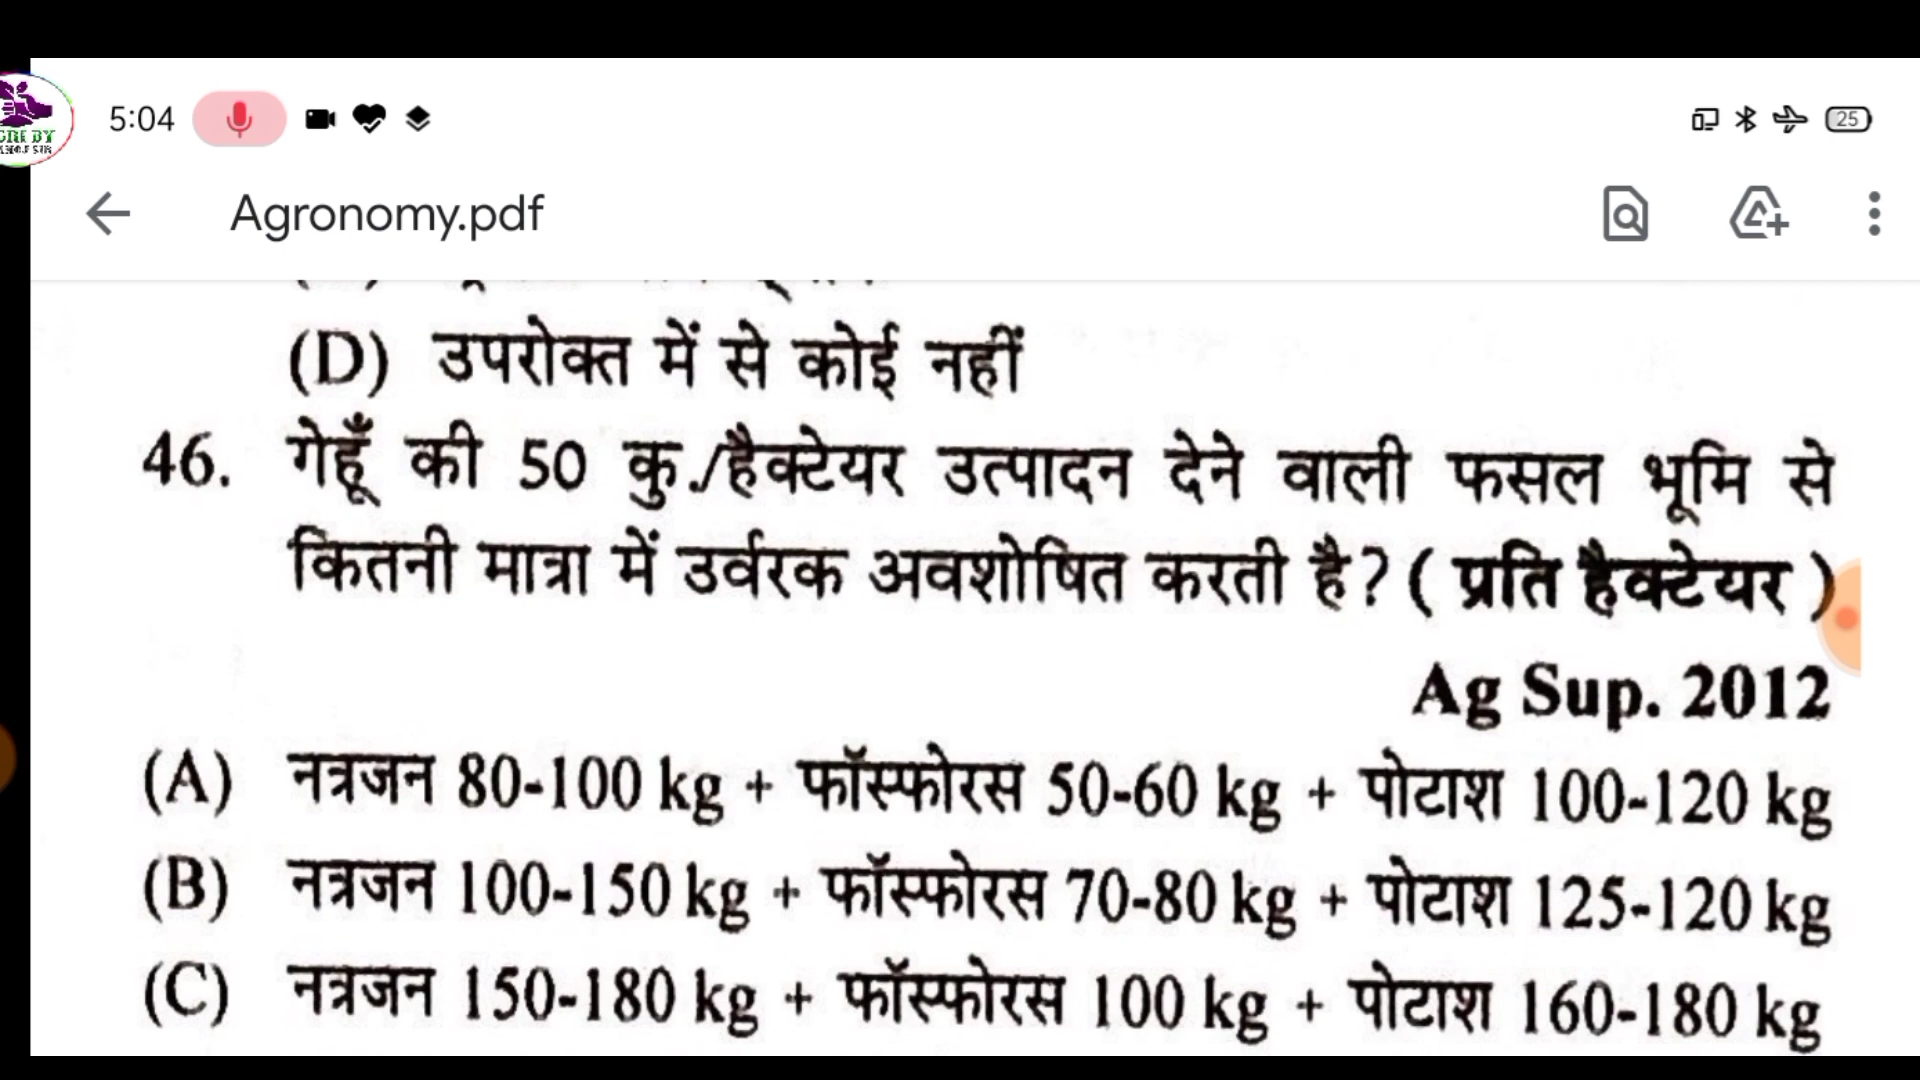 5:04
25
Agronomy.pdf
(D) उपरोक्त में से कोई नहीं
46. गेहूँ की 50 कु./हैक्टेयर उत्पादन देने वाली फसल भूमि से
कितनी मात्रा में उर्वरक अवशोषित करती है? ( प्रति हैक्टेयर )
Ag Sup. 2012
(A) नत्रजन 80-100 kg + फॉस्फोरस 50-60 kg + पोटाश 100-120 kg
(B) नत्रजन 100-150 kg + फॉस्फोरस 70-80 kg + पोटाश 125-120 kg
(C) नत्रजन 150-180 kg + फॉस्फोरस 100 kg + पोटाश 160-180 kg